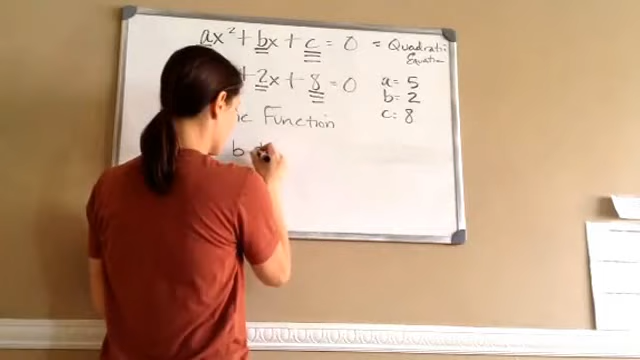 ax² + bx + c = 0 = Quadratic
Equation
+ 2x + 8 = 0
a = 5
b = 2
c = 8
Function
b